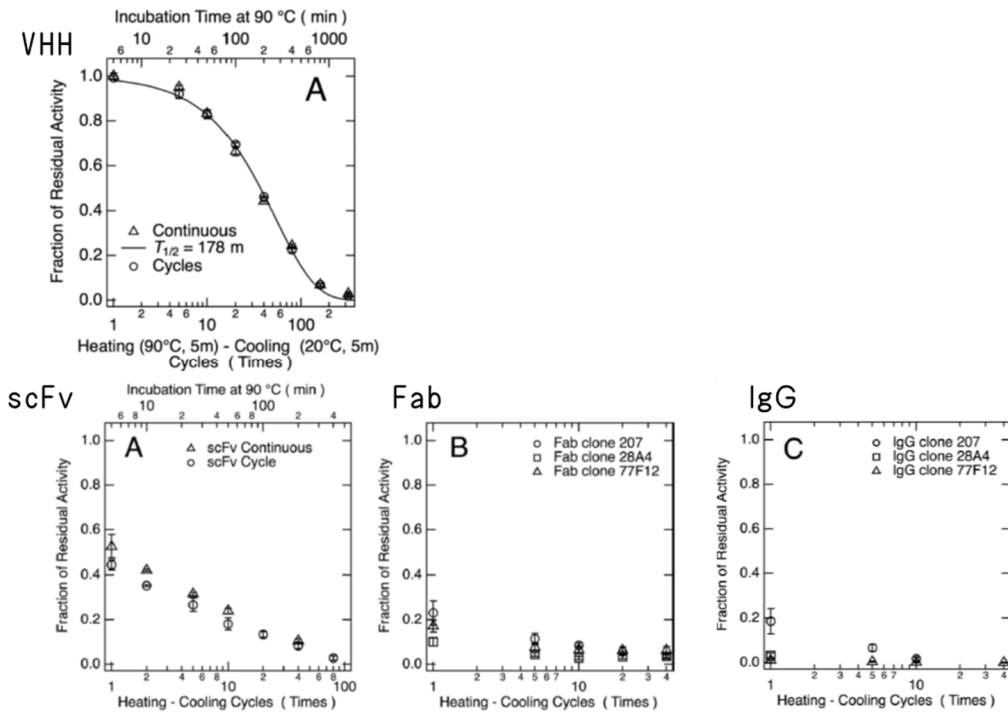 VHH
Incubation Time at 90 °C ( min )
6 10 2 4 6 100 2 4 6 1000
A
Fraction of Residual Activity
1.0
0.8
0.6
0.4
0.2
0.0
Continuous
T1/2 = 178 m
Cycles
1 2 4 6 10 2 4 6 100 2
Heating (90°C, 5m) - Cooling (20°C, 5m)
Cycles ( Times )
scFv
Incubation Time at 90 °C ( min )
6 8 10 2 4 6 8 100 2 4
A
scFv Continuous
scFv Cycle
Fraction of Residual Activity
1.0
0.8
0.6
0.4
0.2
0.0
1 2 4 6 8 10 2 4 6 8 100
Heating - Cooling Cycles ( Times )
Fab
B
Fab clone 207
Fab clone 28A4
Fab clone 77F12
Fraction of Residual Activity
1.0
0.8
0.6
0.4
0.2
0.0
1 2 3 4 5 6 7 10 2 3 4
Heating - Cooling Cycles ( Times )
IgG
C
IgG clone 207
IgG clone 28A4
IgG clone 77F12
Fraction of Residual Activity
1.0
0.8
0.6
0.4
0.2
0.0
1 2 3 4 5 6 7 10 2 3 4
Heating - Cooling Cycles ( Times )